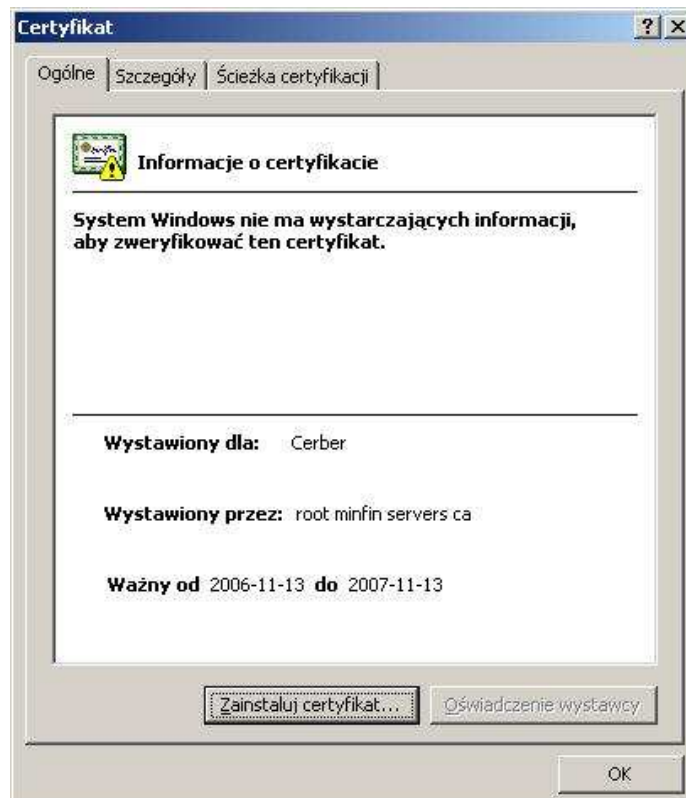 Certyfikat
Ogólne Szczegóły Ścieżka certyfikacji
Informacje o certyfikacie
System Windows nie ma wystarczających informacji,
aby zweryfikować ten certyfikat.
Wystawiony dla: Cerber
Wystawiony przez: root minfin servers ca
Ważny od 2006-11-13 do 2007-11-13
Zainstaluj certyfikat... Oświadczenie wystawcy
OK